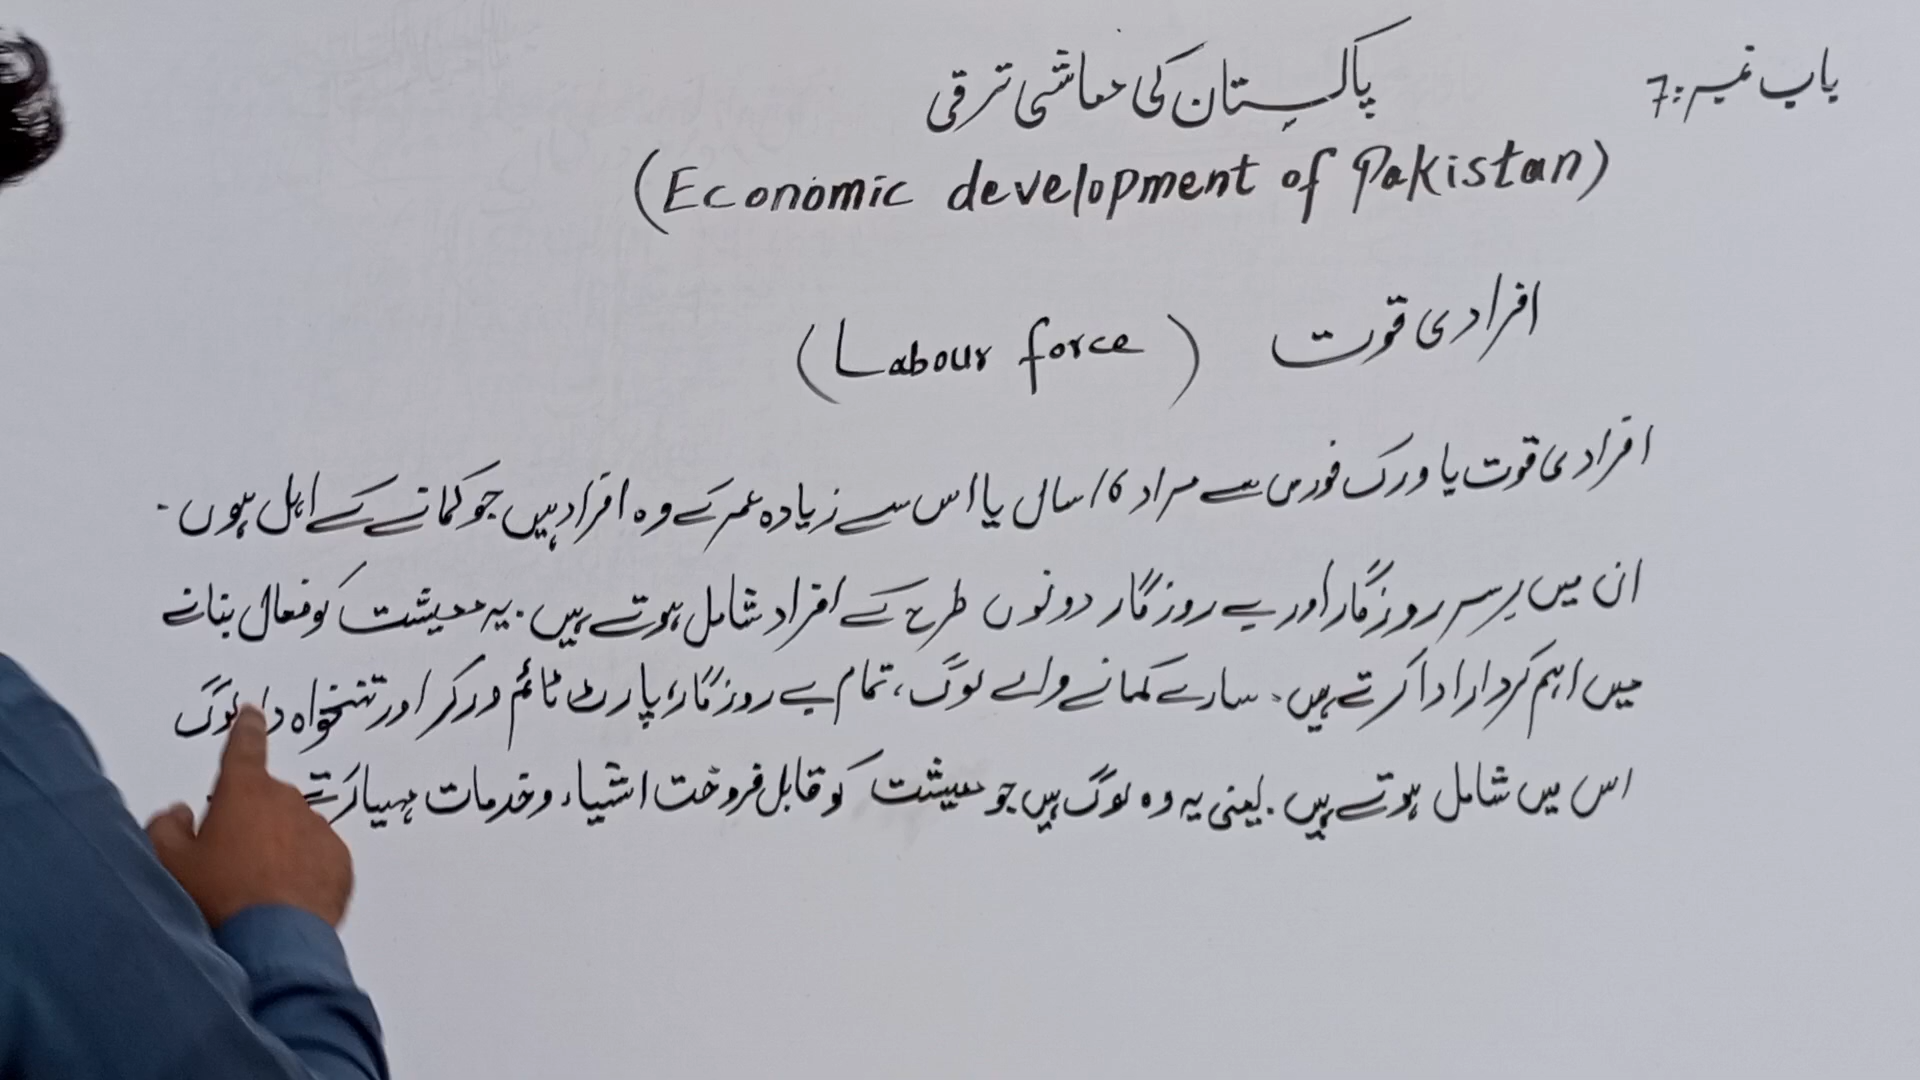 باب نمبر:7
پاکستان کی معاشی ترقی
(Economic development of Pakistan)
افرادی قوت (Labour force)
افرادی قوت یا ورک فورس سے مراد 16 سال یا اس سے زیادہ عمر کے وہ افراد ہیں جو کمانے کے اہل ہوں۔
ان میں برسر روزگار اور بے روزگار دونوں طرح کے افراد شامل ہوتے ہیں۔ یہ معیشت کو فعال بنانے
میں اہم کردار ادا کرتے ہیں۔ سارے کمانے والے لوگ، تمام بے روزگار، پارٹ ٹائم ورکر اور تنخواہ دار لوگ
اس میں شامل ہوتے ہیں۔ یعنی یہ وہ لوگ ہیں جو معیشت کو قابل فروخت اشیاء و خدمات مہیا کرتے